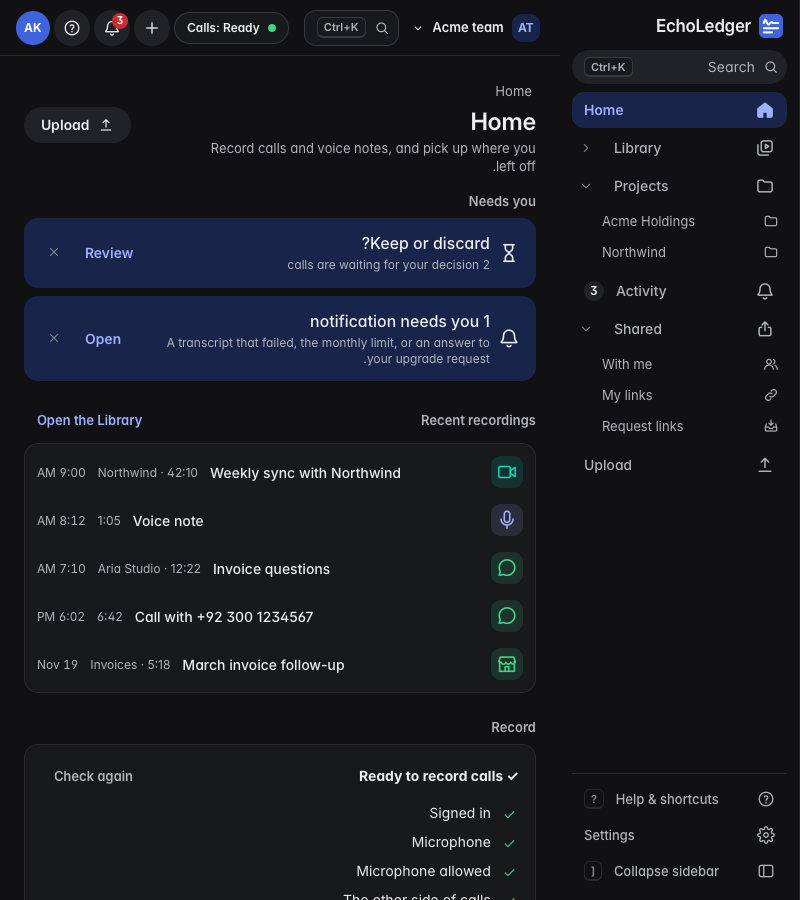 EchoLedger
Search Ctrl+K
Home
Library
Projects
Acme Holdings
Northwind
Activity 3
Shared
With me
My links
Request links
Upload
Help & shortcuts ?
Settings
Collapse sidebar ]
AT Acme team
Ctrl+K
Calls: Ready
3
AK
Home
Home
Record calls and voice notes, and pick up where you
.left off
Upload
Needs you
?Keep or discard
calls are waiting for your decision 2
Review
notification needs you 1
A transcript that failed, the monthly limit, or an answer to
.your upgrade request
Open
Recent recordings
Open the Library
Weekly sync with Northwind Northwind · 42:10 AM 9:00
Voice note 1:05 AM 8:12
Invoice questions Aria Studio · 12:22 AM 7:10
Call with +92 300 1234567 6:42 PM 6:02
March invoice follow-up Invoices · 5:18 Nov 19
Record
Ready to record calls
Check again
Signed in
Microphone
Microphone allowed
The other side of calls